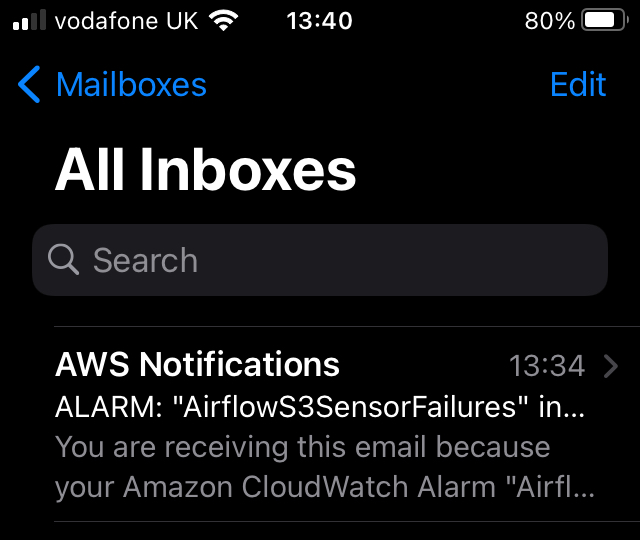 vodafone UK 13:40 80%
Mailboxes Edit
All Inboxes
Search
AWS Notifications 13:34
ALARM: "AirflowS3SensorFailures" in...
You are receiving this email because
your Amazon CloudWatch Alarm "Airfl...